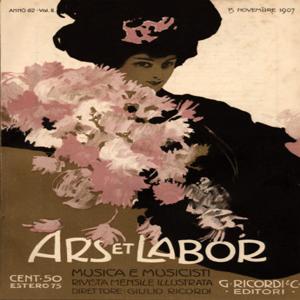 ANNO 62 - VOL. II.
15 NOVEMBRE 1907
ARS ET LABOR
MUSICA E MUSICISTI
RIVISTA MENSILE ILLUSTRATA
DIRETTORE: GIULIO RICORDI
CENT. 50
ESTERO 75
G. RICORDI & C.
EDITORI